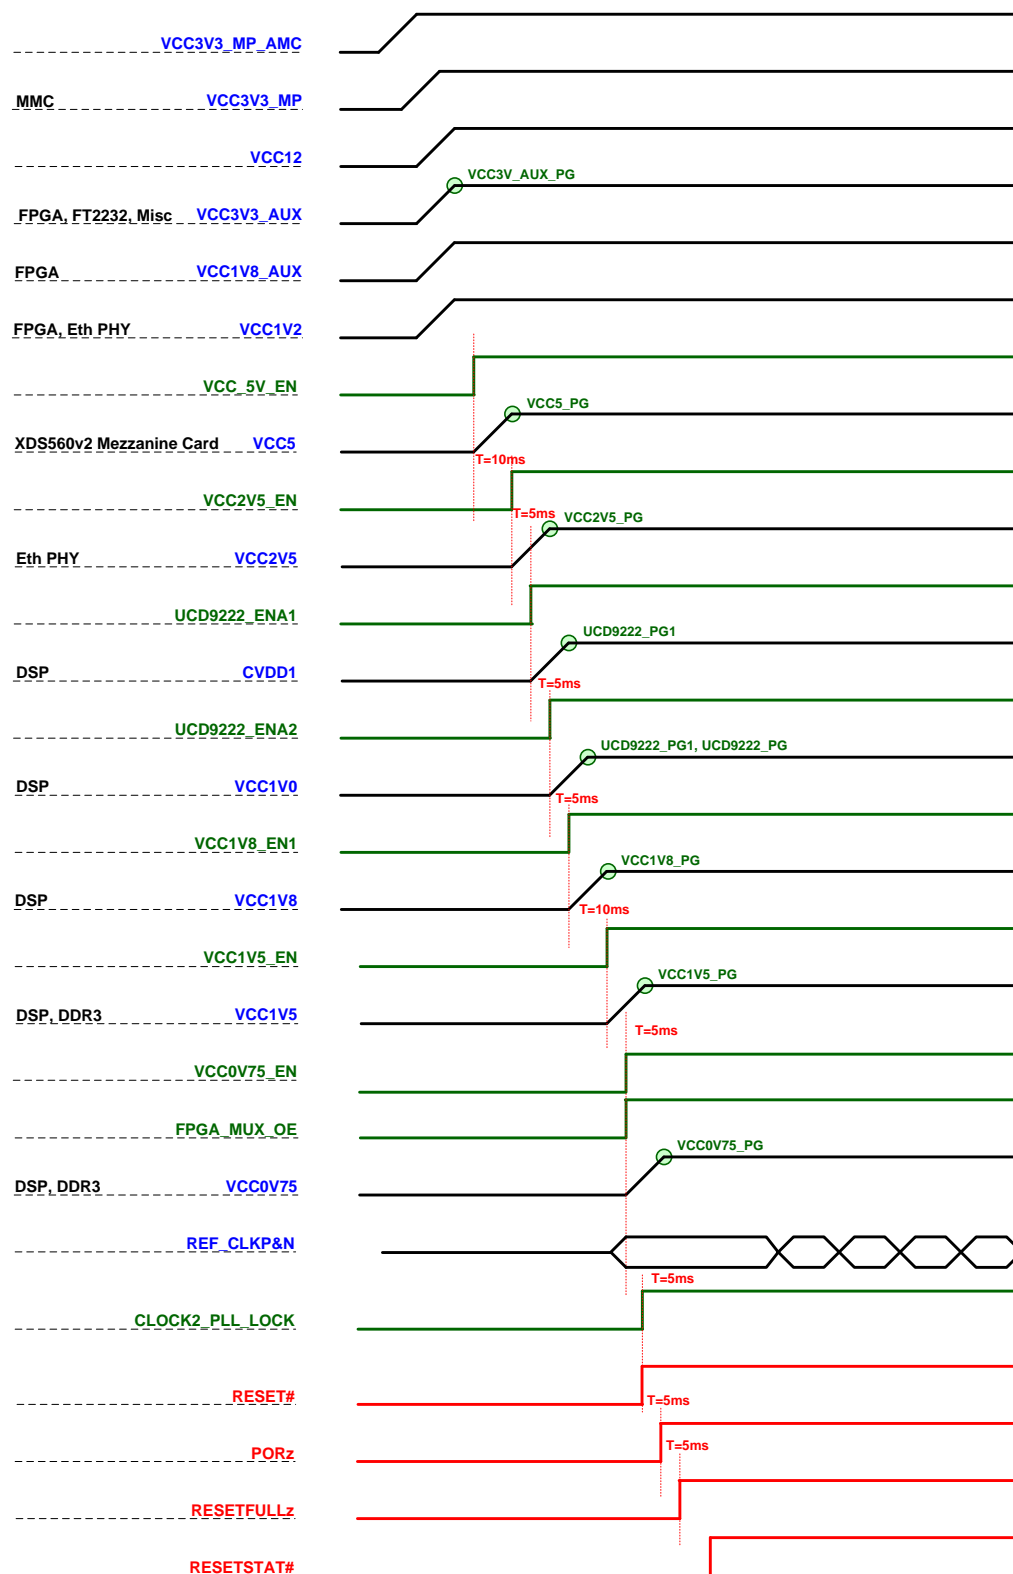 VCC3V3_MP_AMC
MMC VCC3V3_MP
VCC12
VCC3V_AUX_PG
FPGA, FT2232, Misc VCC3V3_AUX
FPGA VCC1V8_AUX
FPGA, Eth PHY VCC1V2
VCC_5V_EN
VCC5_PG
XDS560v2 Mezzanine Card VCC5
T=10ms
VCC2V5_EN
T=5ms
VCC2V5_PG
Eth PHY VCC2V5
UCD9222_ENA1
UCD9222_PG1
DSP CVDD1
T=5ms
UCD9222_ENA2
UCD9222_PG1, UCD9222_PG
DSP VCC1V0
T=5ms
VCC1V8_EN1
VCC1V8_PG
DSP VCC1V8
T=10ms
VCC1V5_EN
VCC1V5_PG
DSP, DDR3 VCC1V5
T=5ms
VCC0V75_EN
FPGA_MUX_OE
VCC0V75_PG
DSP, DDR3 VCC0V75
REF_CLKP&N
T=5ms
CLOCK2_PLL_LOCK
RESET#
T=5ms
PORz
T=5ms
RESETFULLz
RESETSTAT#